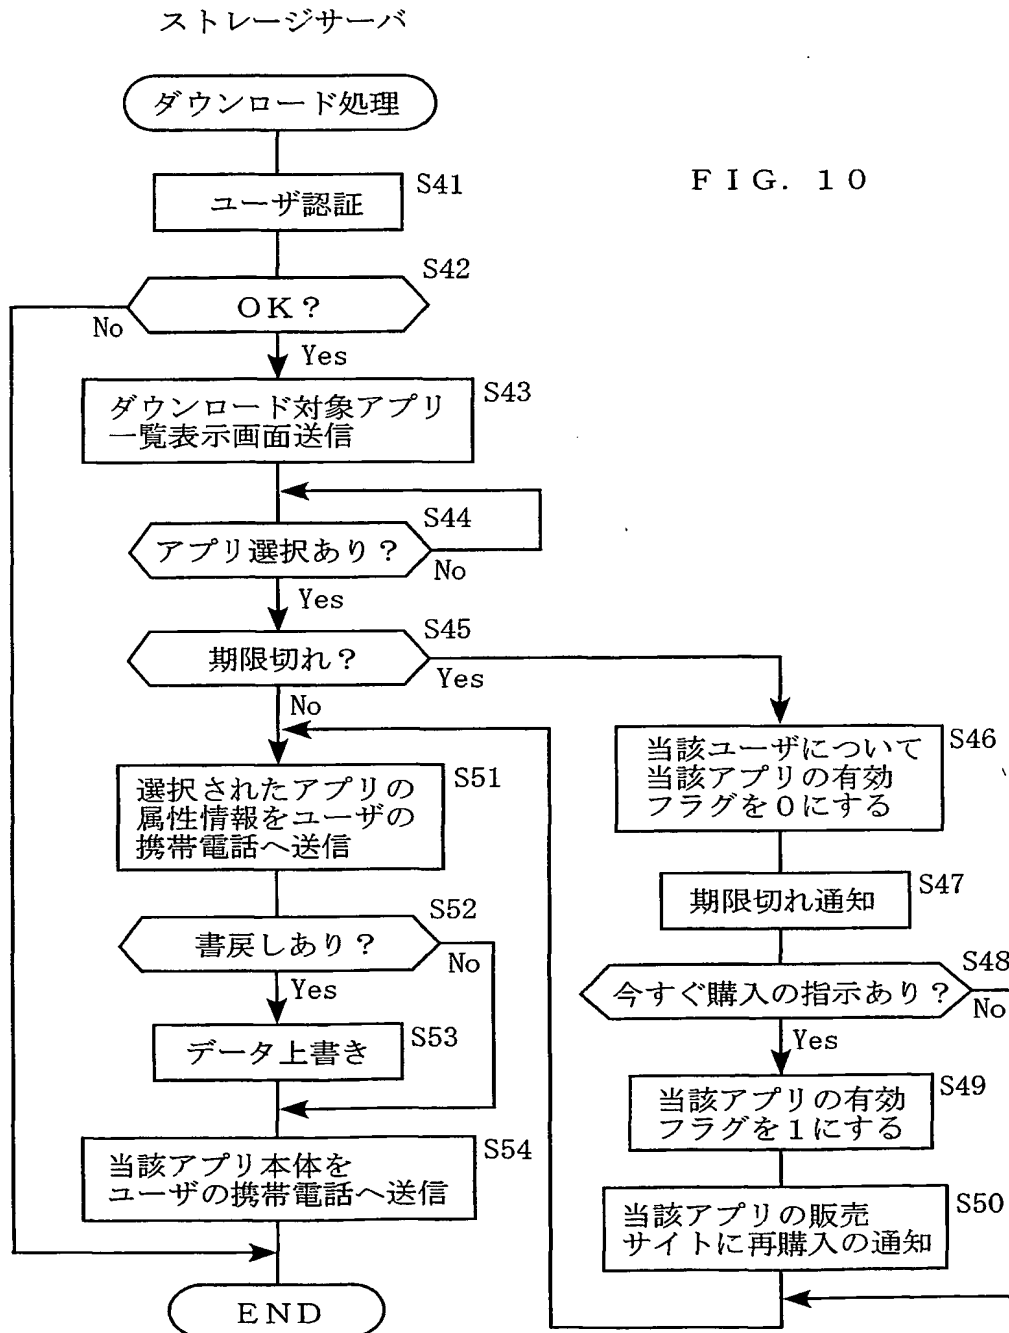 ストレージサーバ
ダウンロード処理
FIG. 10
S41
ユーザ認証
S42
OK？
No
Yes
S43
ダウンロード対象アプリ
一覧表示画面送信
S44
アプリ選択あり？
No
Yes
S45
期限切れ？
Yes
No
S46
当該ユーザについて
当該アプリの有効
フラグを０にする
S47
期限切れ通知
S48
今すぐ購入の指示あり？
No
Yes
S49
当該アプリの有効
フラグを１にする
S50
当該アプリの販売
サイトに再購入の通知
S51
選択されたアプリの
属性情報をユーザの
携帯電話へ送信
S52
書戻しあり？
No
Yes
S53
データ上書き
S54
当該アプリ本体を
ユーザの携帯電話へ送信
END